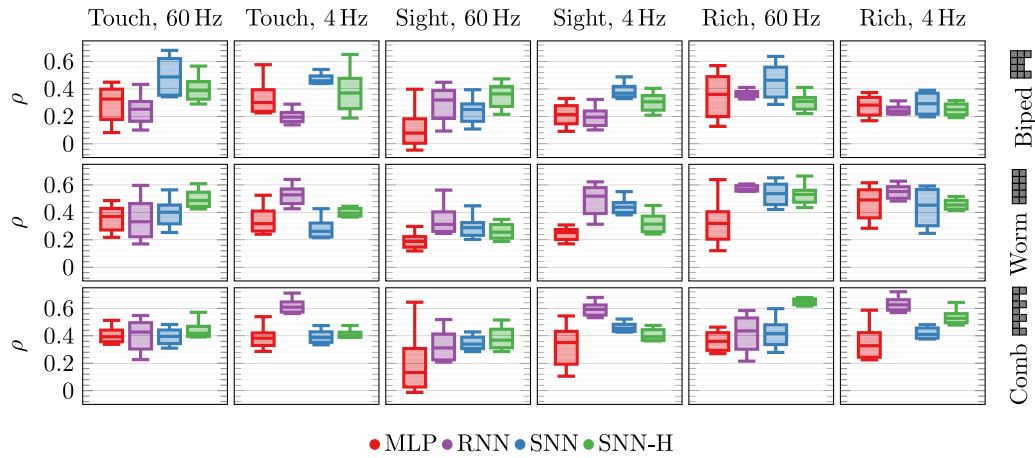 Touch, 60 Hz Touch, 4 Hz Sight, 60 Hz Sight, 4 Hz Rich, 60 Hz Rich, 4 Hz
0.6
0.4
0.2
0
ρ
Biped
0.6
0.4
0.2
0
ρ
Worm
0.6
0.4
0.2
0
ρ
Comb
MLP RNN SNN SNN-H